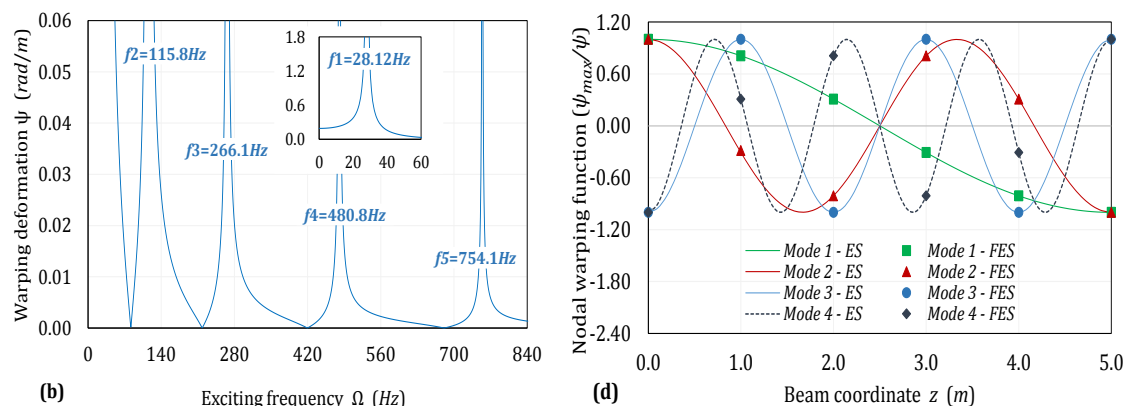 Warping deformation ψ (rad/m)
0.06
0.05
0.04
0.03
0.02
0.01
0.00
0
140
280
420
560
700
840
f2=115.8Hz
f3=266.1Hz
f4=480.8Hz
f5=754.1Hz
1.8
1.2
0.6
0.0
0
20
40
60
f1=28.12Hz
(b)
Exciting frequency Ω (Hz)
Nodal warping function (ψmax/ψ)
1.20
0.60
0.00
-0.60
-1.20
-1.80
-2.40
0.0
1.0
2.0
3.0
4.0
5.0
Mode 1 - ES
Mode 1 - FES
Mode 2 - ES
Mode 2 - FES
Mode 3 - ES
Mode 3 - FES
Mode 4 - ES
Mode 4 - FES
(d)
Beam coordinate z (m)